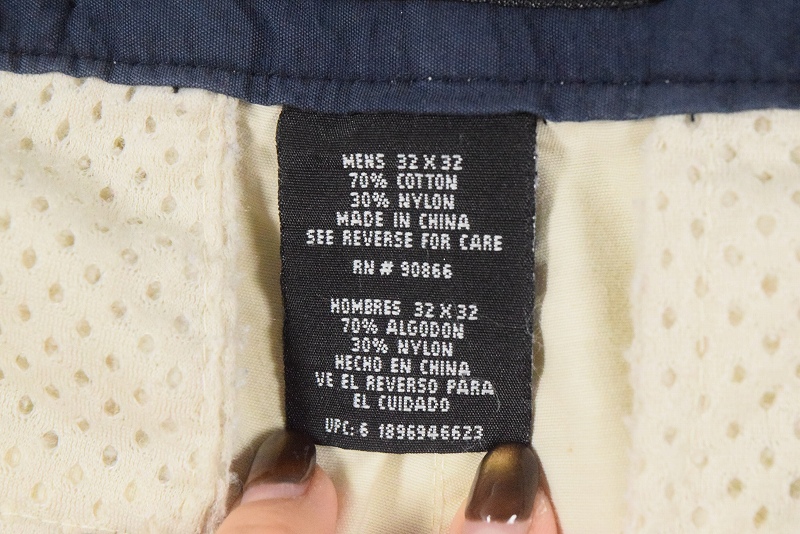 MENS 32 X 32
70% COTTON
30% NYLON
MADE IN CHINA
SEE REVERSE FOR CARE
RN # 90866
HOMBRES 32 X 32
70% ALGODON
30% NYLON
HECHO EN CHINA
VE EL REVERSO PARA
EL CUIDADO
UPC: 6 1896946623